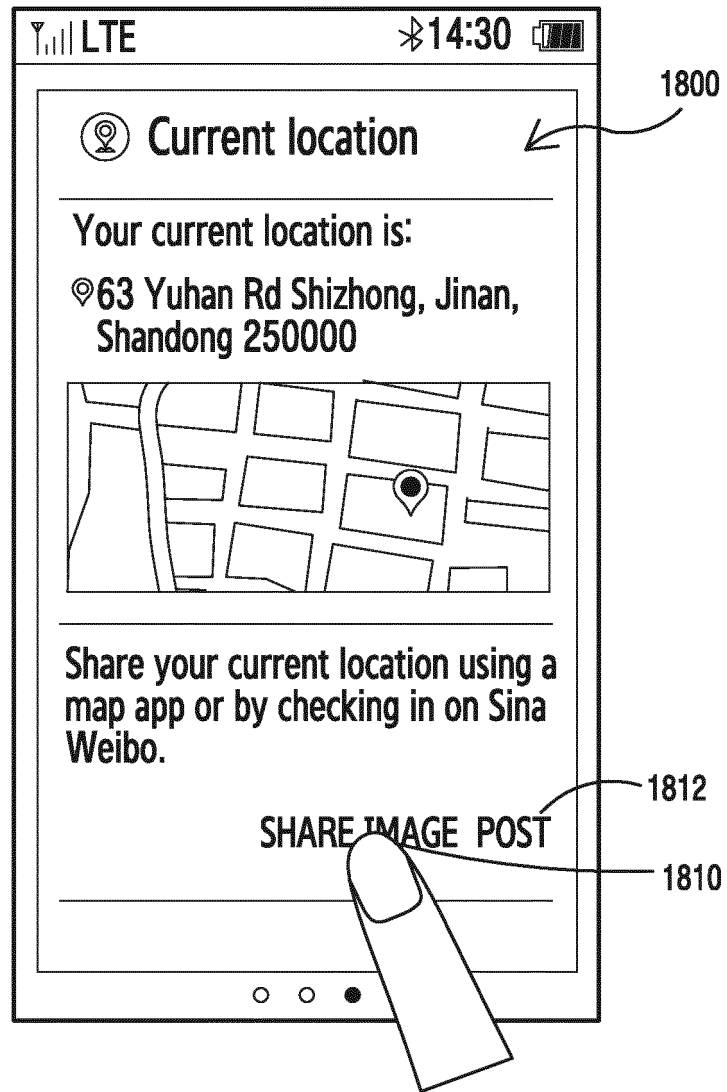 LTE 14:30
1800
Current location
Your current location is:
63 Yuhan Rd Shizhong, Jinan,
Shandong 250000
Share your current location using a
map app or by checking in on Sina
Weibo.
1812
SHARE IMAGE POST
1810